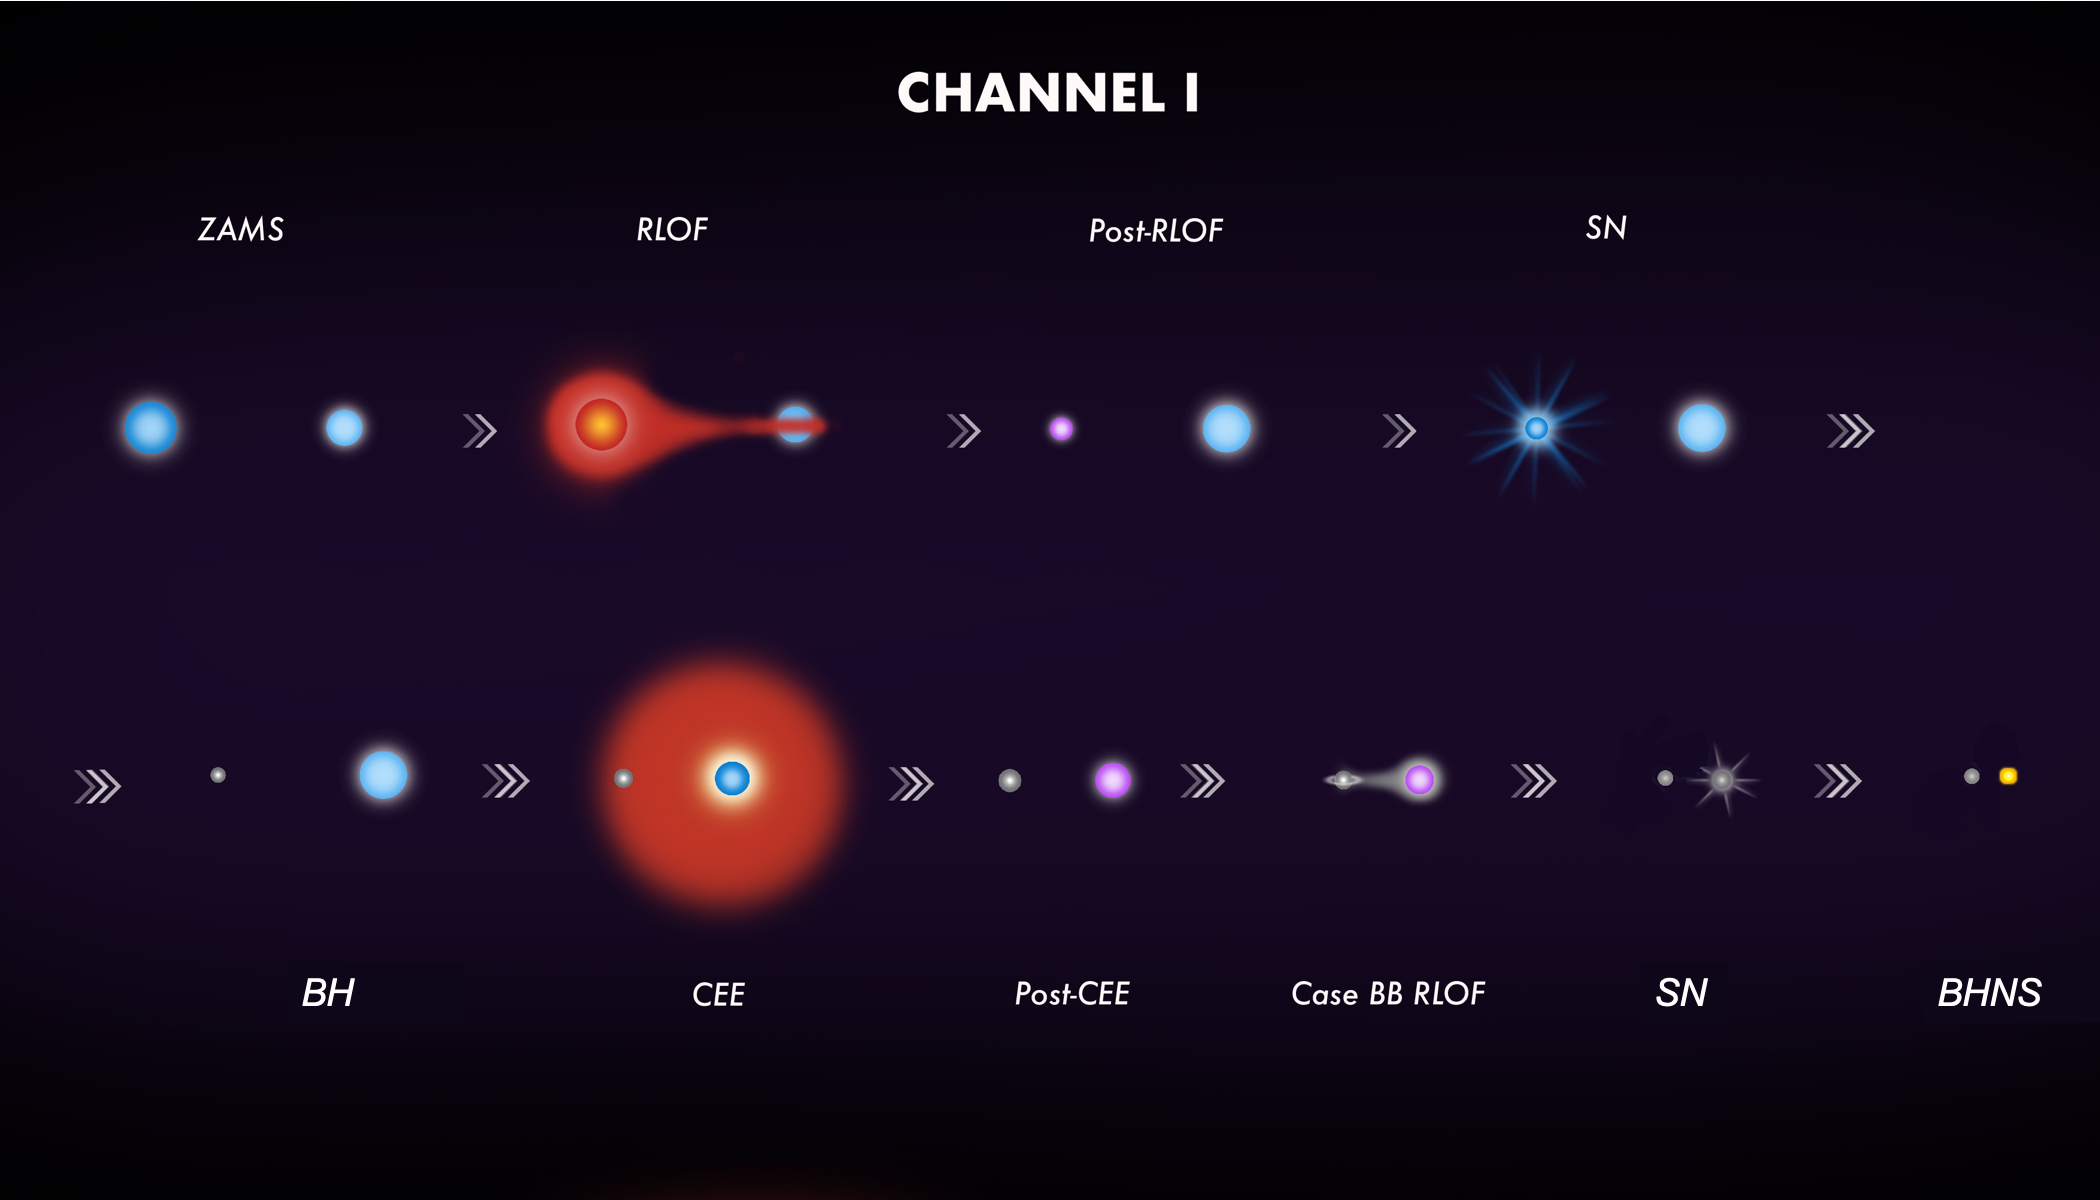 CHANNEL I
ZAMS
RLOF
Post-RLOF
SN
BH
CEE
Post-CEE
Case BB RLOF
SN
BHNS